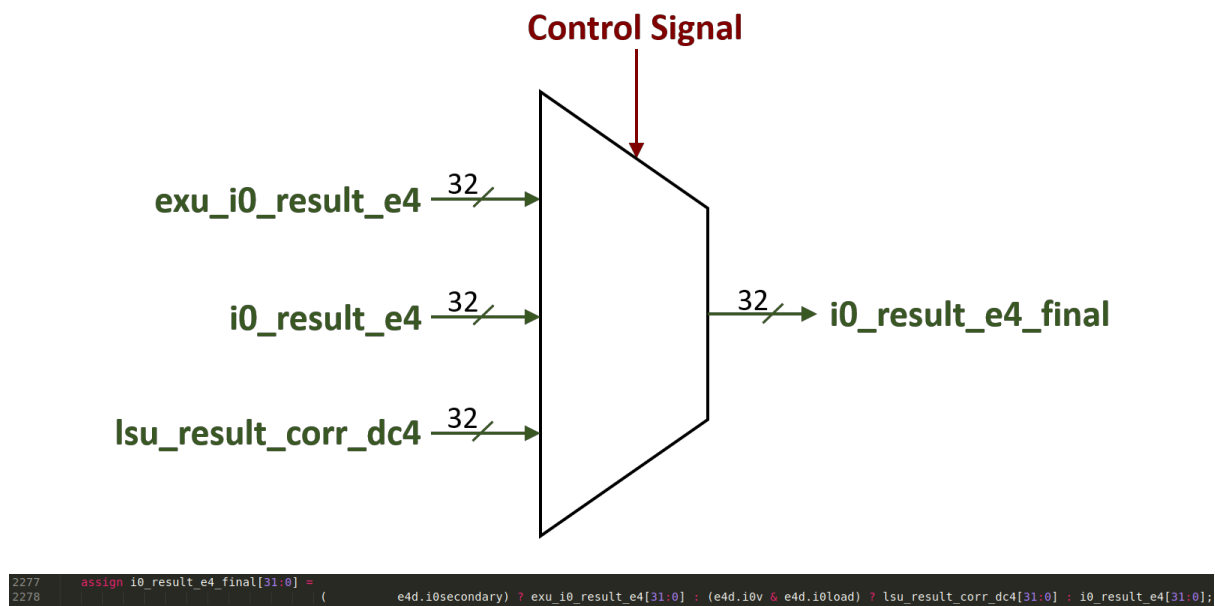 Control Signal
exu_i0_result_e4
32
i0_result_e4
32
32
i0_result_e4_final
lsu_result_corr_dc4
32
2277 assign i0_result_e4_final[31:0] =
2278 ( e4d.i0secondary) ? exu_i0_result_e4[31:0] : (e4d.i0v & e4d.i0load) ? lsu_result_corr_dc4[31:0] : i0_result_e4[31:0];